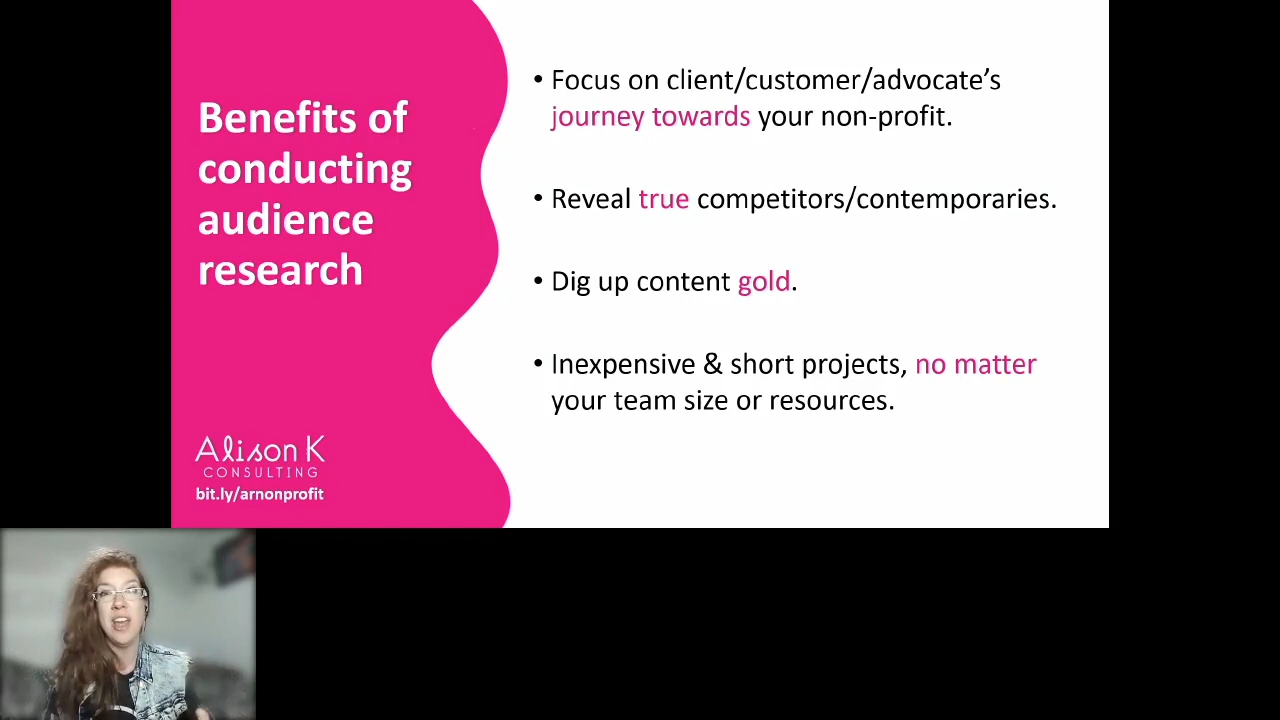 Benefits of
conducting
audience
research
Alison K
CONSULTING
bit.ly/arnonprofit
• Focus on client/customer/advocate’s
journey towards your non-profit.
• Reveal true competitors/contemporaries.
• Dig up content gold.
• Inexpensive & short projects, no matter
your team size or resources.